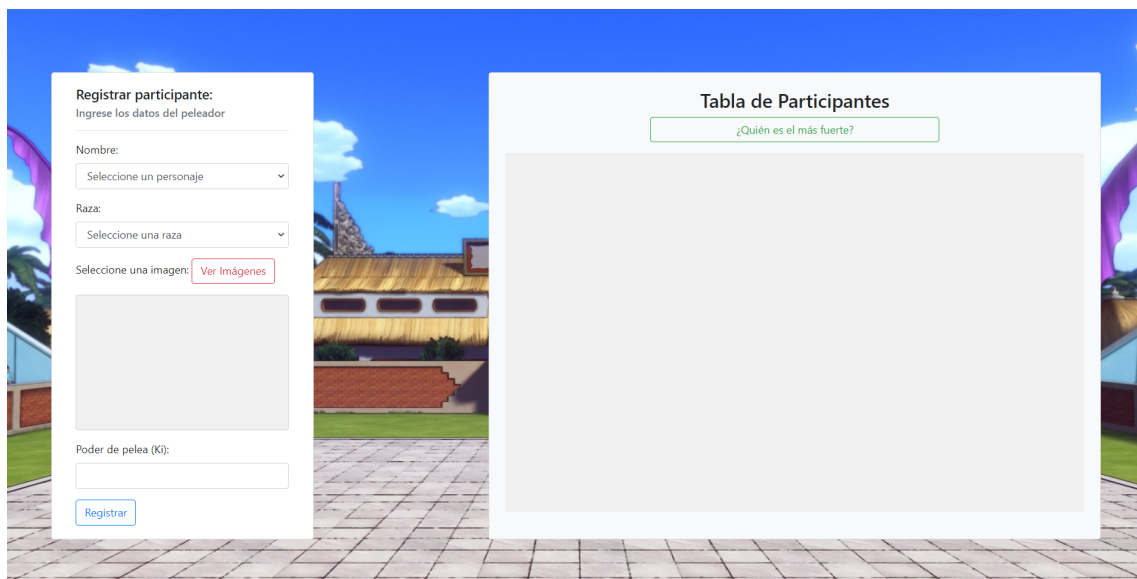 Registrar participante:
Ingrese los datos del peleador
Nombre:
Seleccione un personaje
Raza:
Seleccione una raza
Seleccione una imagen: Ver Imágenes
Poder de pelea (Ki):
Registrar
Tabla de Participantes
¿Quién es el más fuerte?